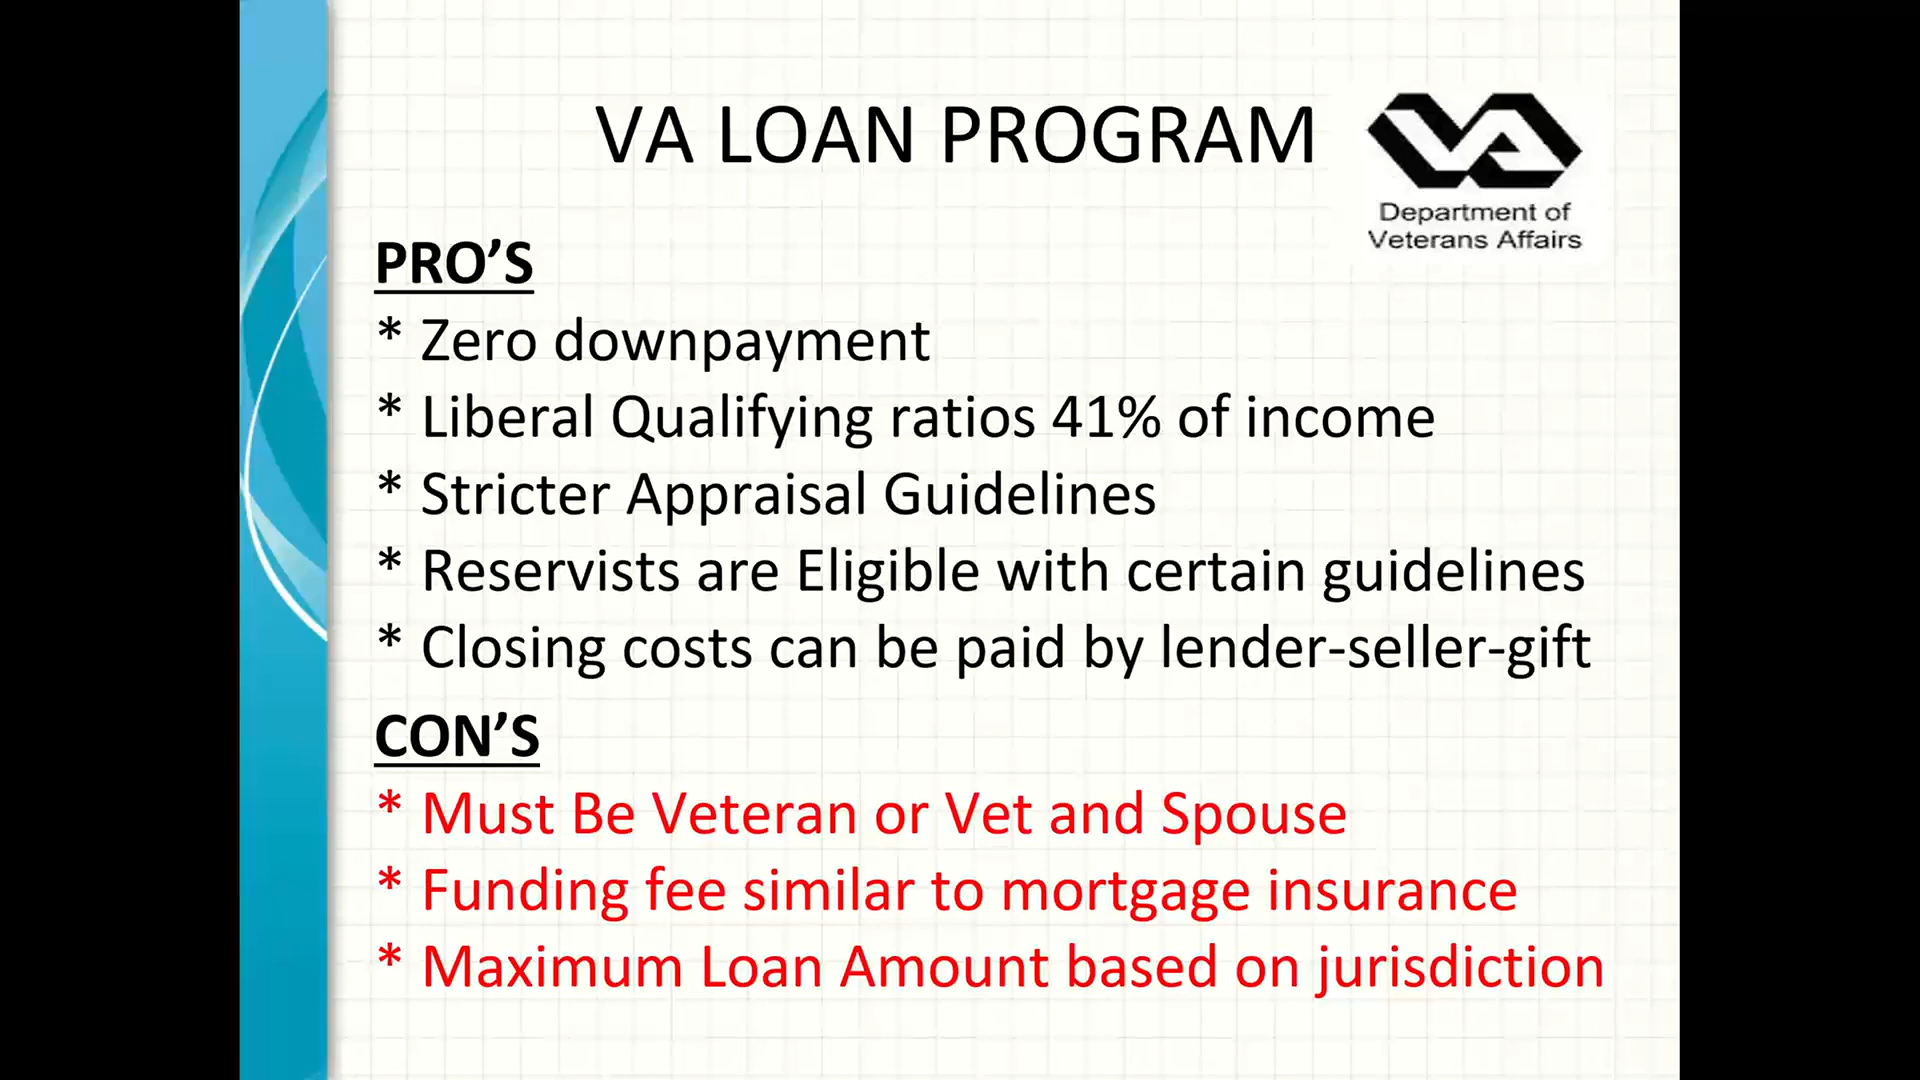 VA LOAN PROGRAM
VA
Department of
Veterans Affairs
PRO’S
* Zero downpayment
* Liberal Qualifying ratios 41% of income
* Stricter Appraisal Guidelines
* Reservists are Eligible with certain guidelines
* Closing costs can be paid by lender-seller-gift
CON’S
* Must Be Veteran or Vet and Spouse
* Funding fee similar to mortgage insurance
* Maximum Loan Amount based on jurisdiction